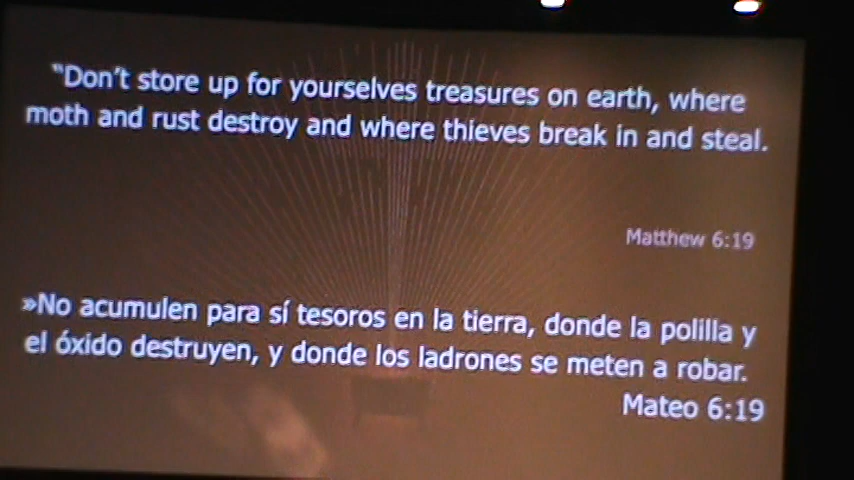 “Don't store up for yourselves treasures on earth, where
moth and rust destroy and where thieves break in and steal.
Matthew 6:19
»No acumulen para sí tesoros en la tierra, donde la polilla y
el óxido destruyen, y donde los ladrones se meten a robar.
Mateo 6:19